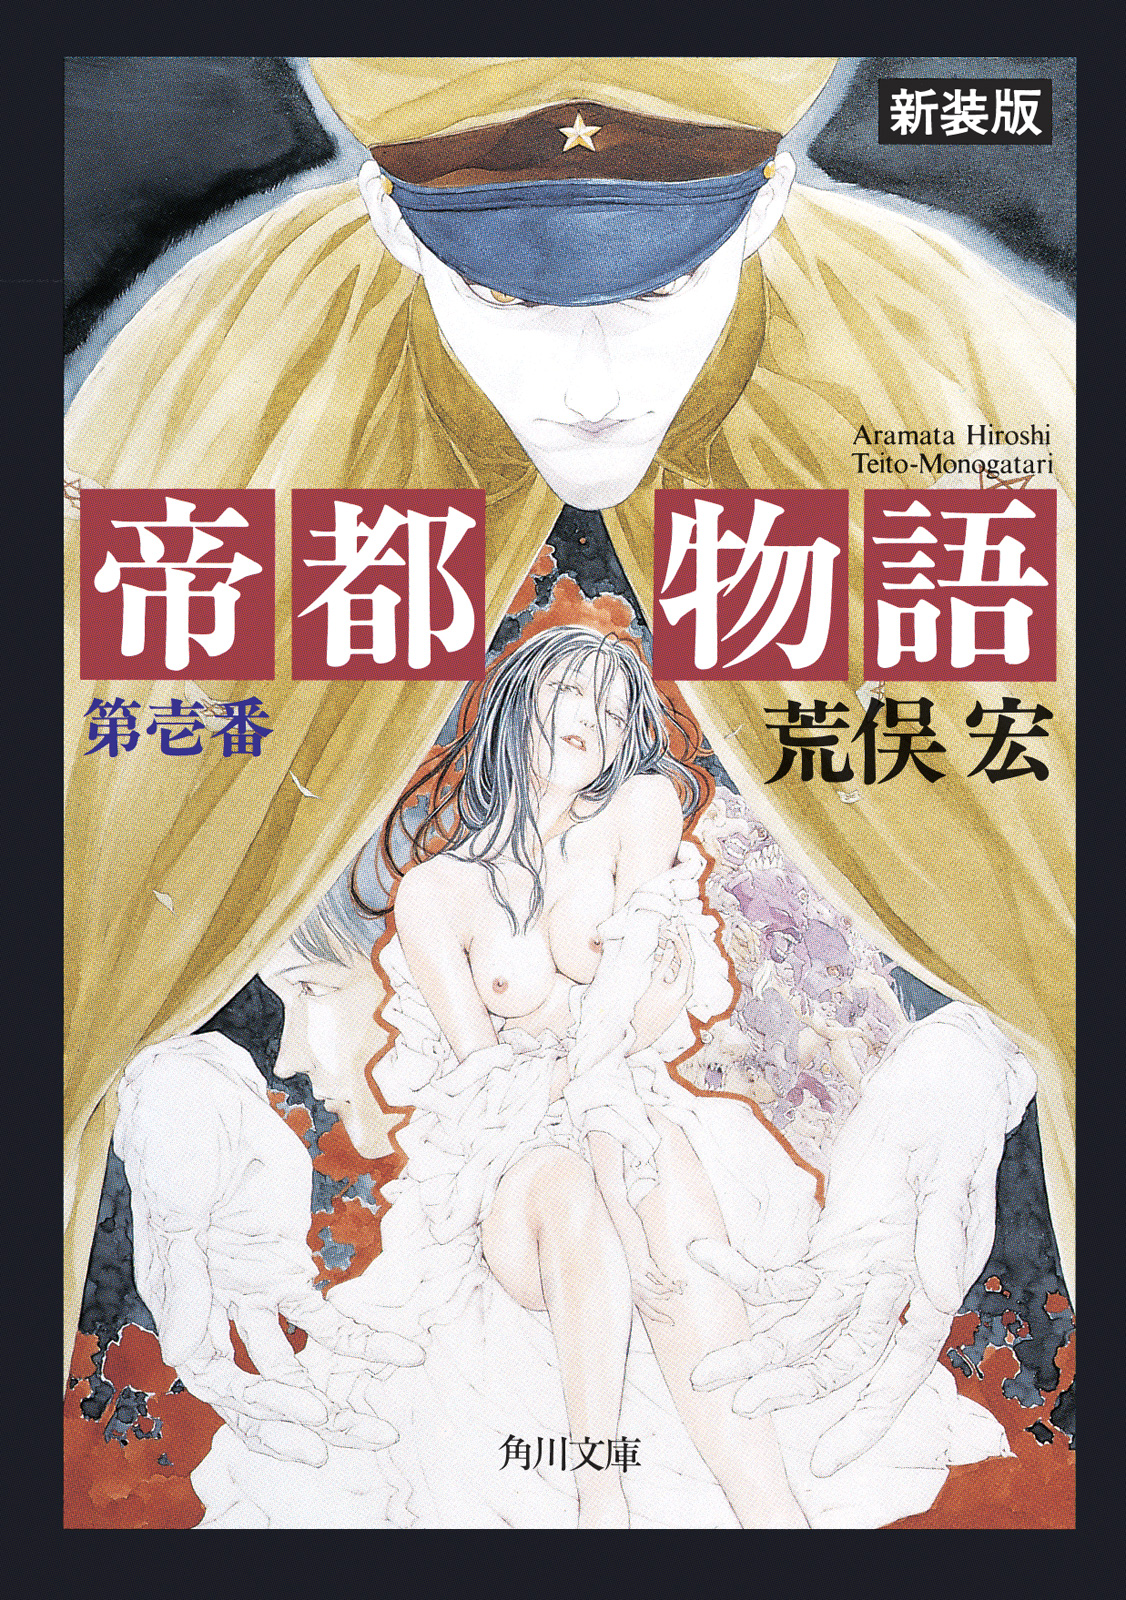 新装版
Aramata Hiroshi
Teito-Monogatari
帝都物語
第壱番
荒俣 宏
角川文庫